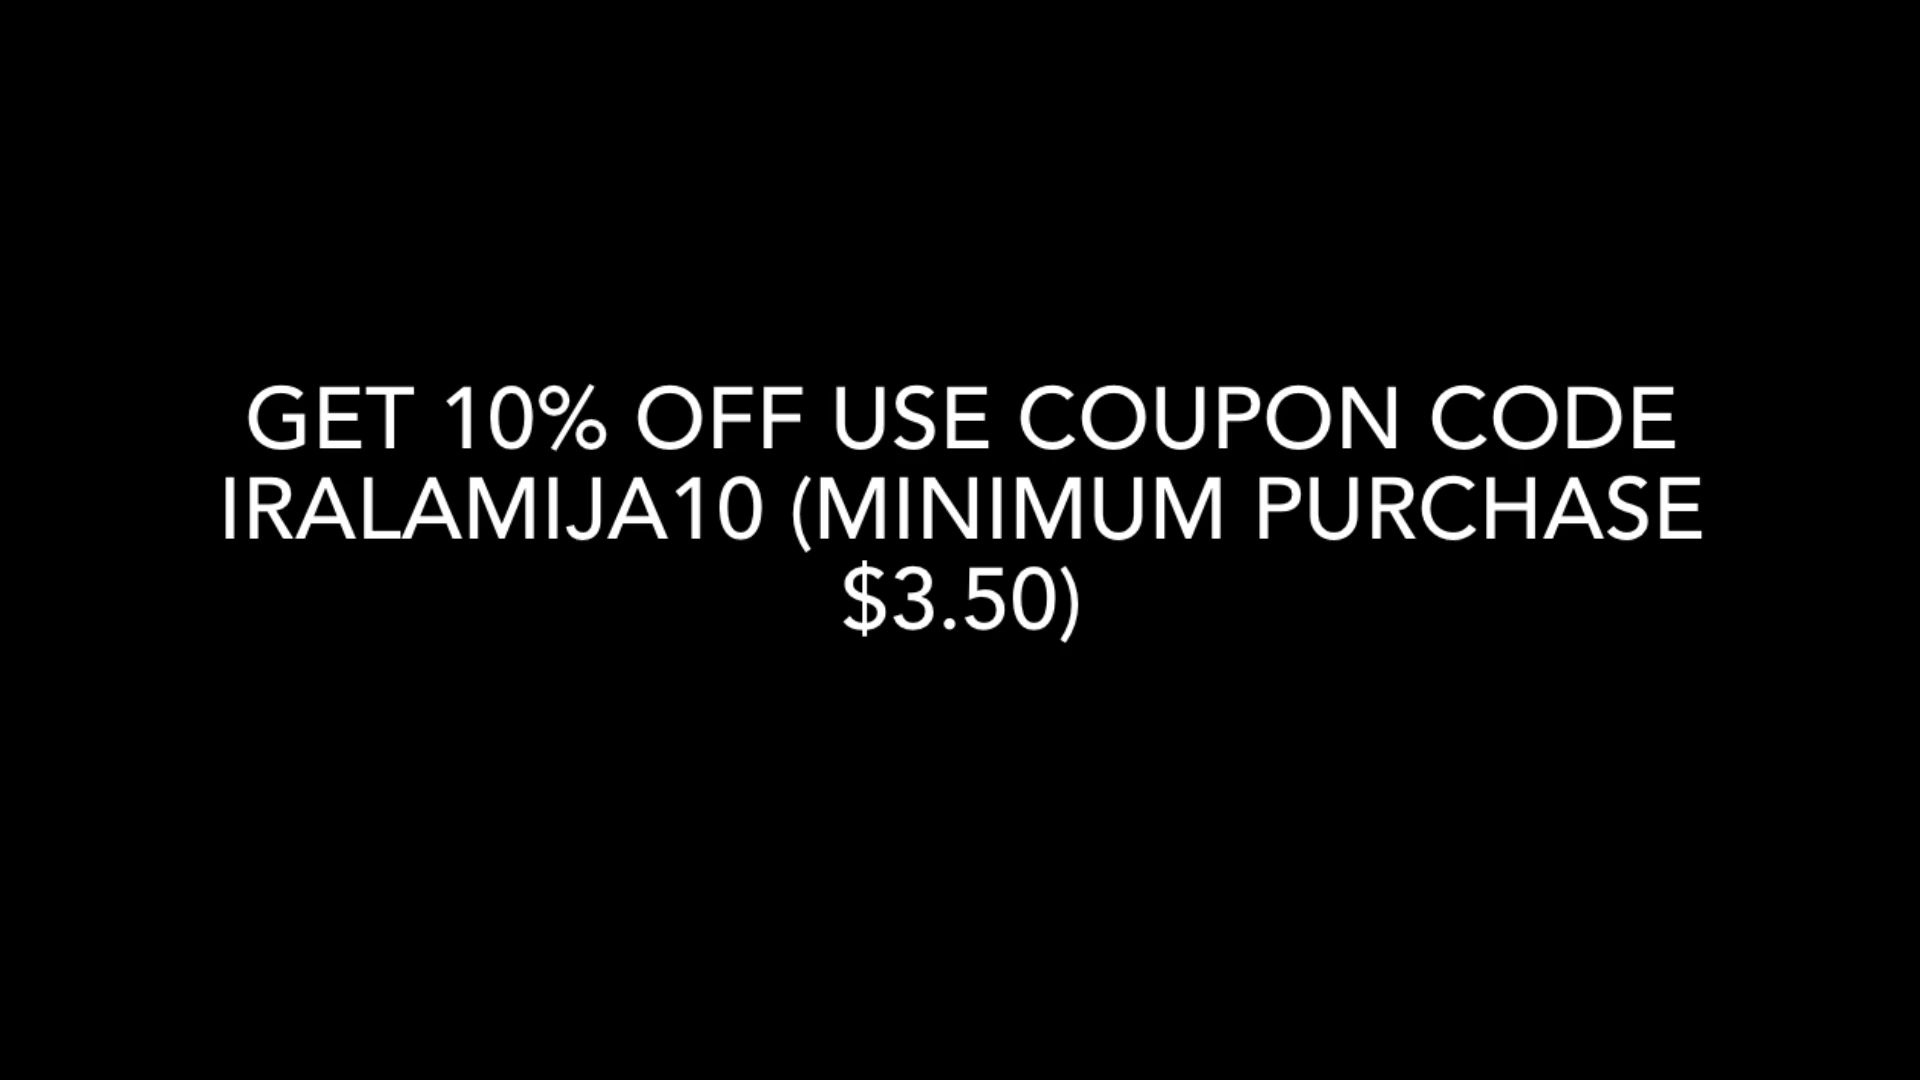 GET 10% OFF USE COUPON CODE
IRALAMIJA10 (MINIMUM PURCHASE
$3.50)